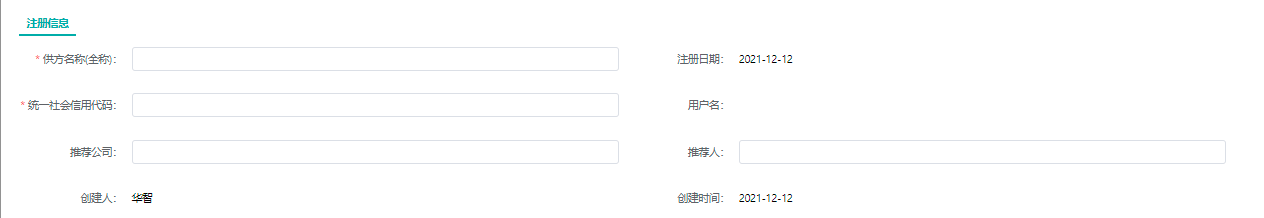 注册信息
* 供方名称(全称)： 注册日期： 2021-12-12
* 统一社会信用代码： 用户名：
推荐公司： 推荐人：
创建人： 华智 创建时间： 2021-12-12